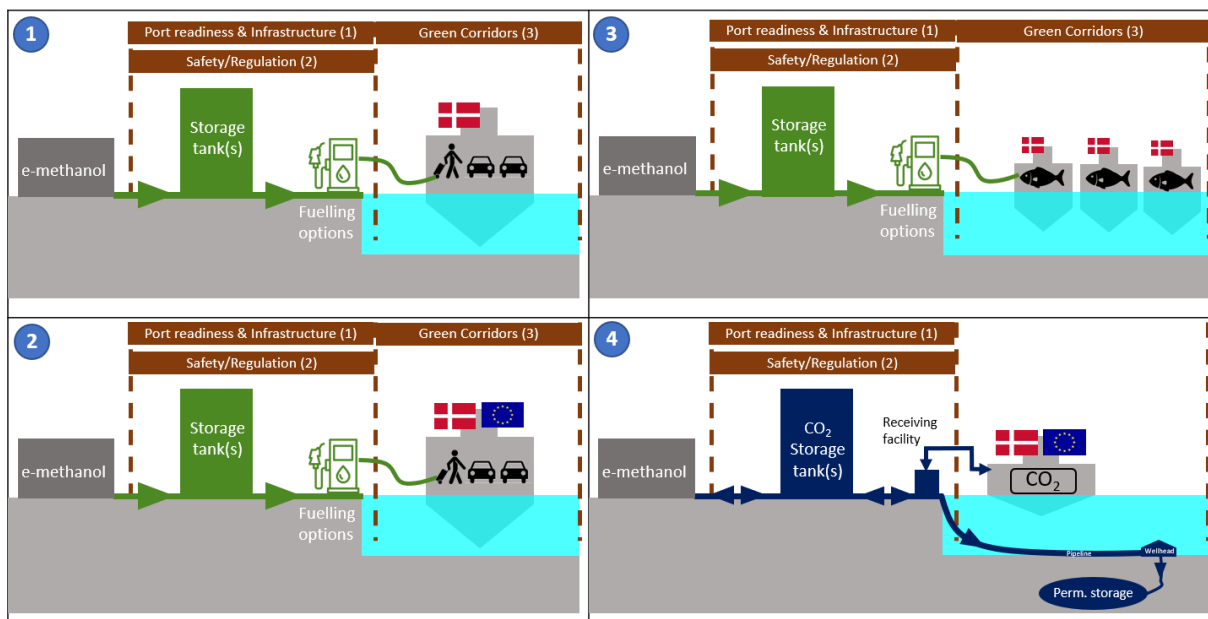 1
Port readiness & Infrastructure (1)
Green Corridors (3)
Safety/Regulation (2)
Storage
tank(s)
e-methanol
Fuelling
options
3
Port readiness & Infrastructure (1)
Green Corridors (3)
Safety/Regulation (2)
Storage
tank(s)
e-methanol
Fuelling
options
2
Port readiness & Infrastructure (1)
Green Corridors (3)
Safety/Regulation (2)
Storage
tank(s)
e-methanol
Fuelling
options
4
Port readiness & Infrastructure (1)
Safety/Regulation (2)
CO₂
Storage
tank(s)
Receiving
facility
e-methanol
CO₂
Pipeline
Wellhead
Perm. storage